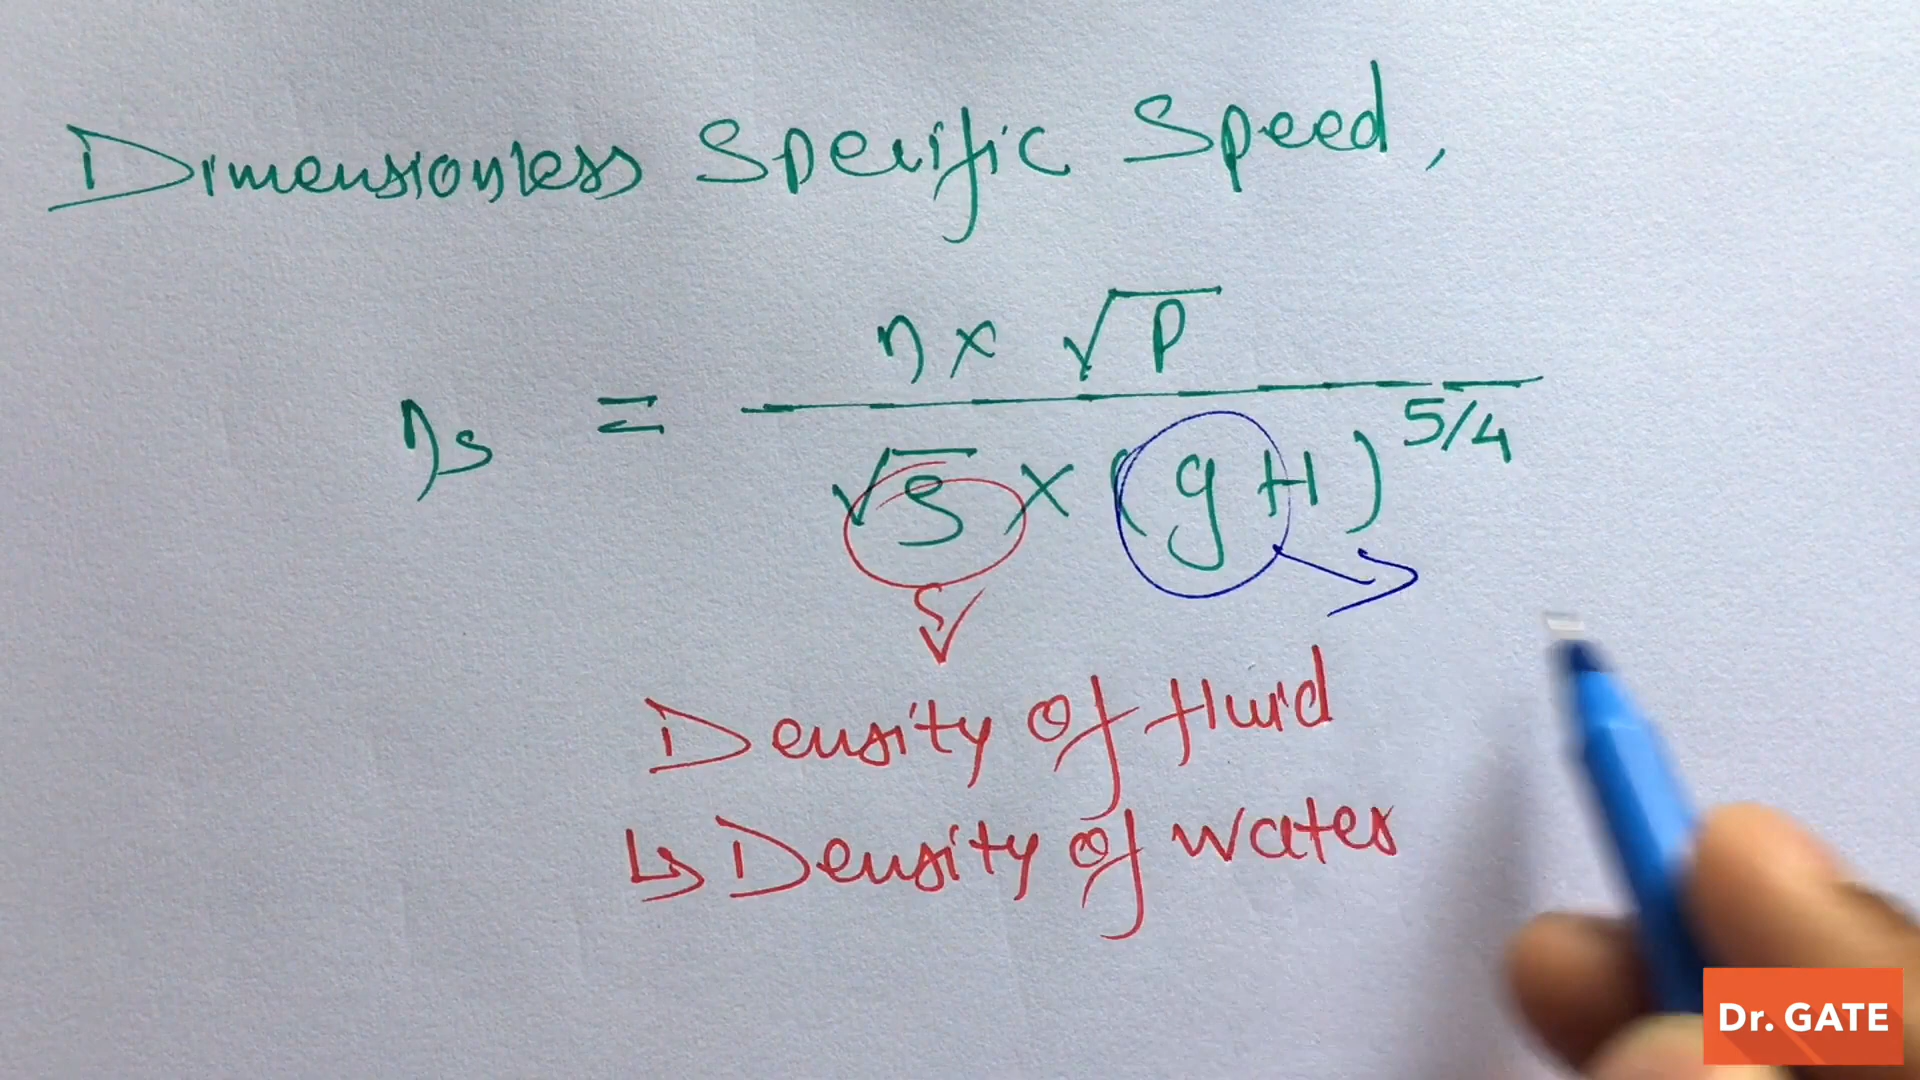 Dimensionless Specific Speed,
ηs = η × √P / √ρ × (gH)^5/4
ρ
Density of fluid
↳ Density of water
Dr. GATE